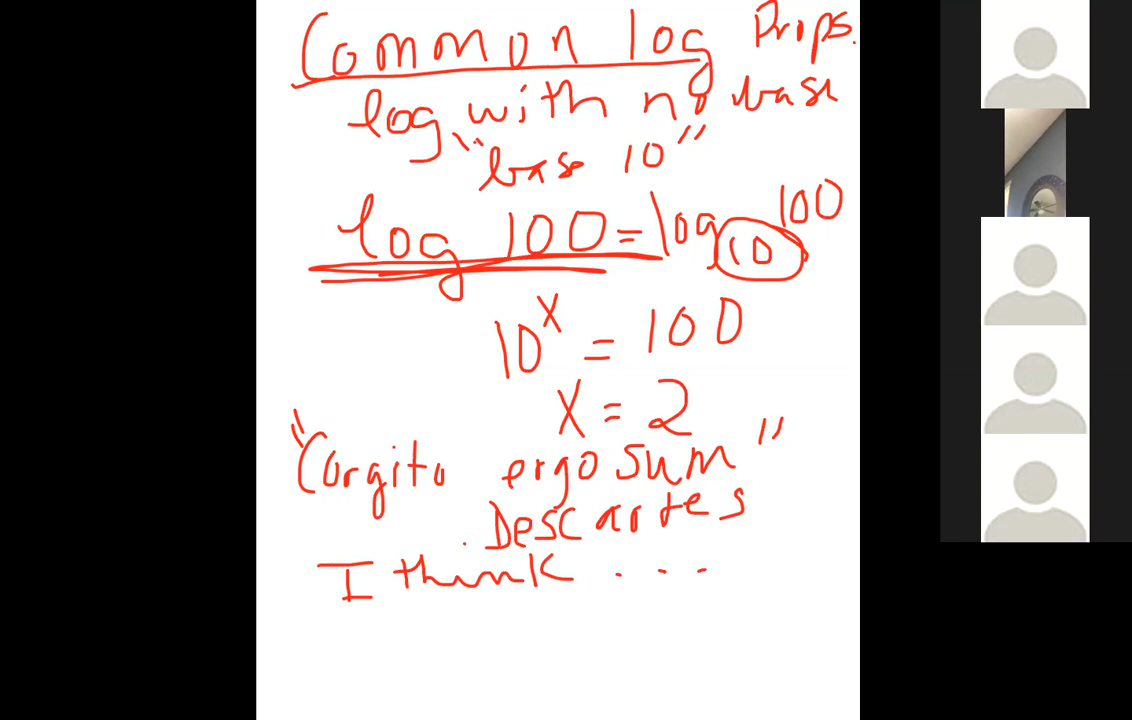 Common log Props.
log with no base
"base 10"
log 100 = log₁₀ 100
10ˣ = 100
x = 2
"Corgito ergo sum"
Descartes
I think ...